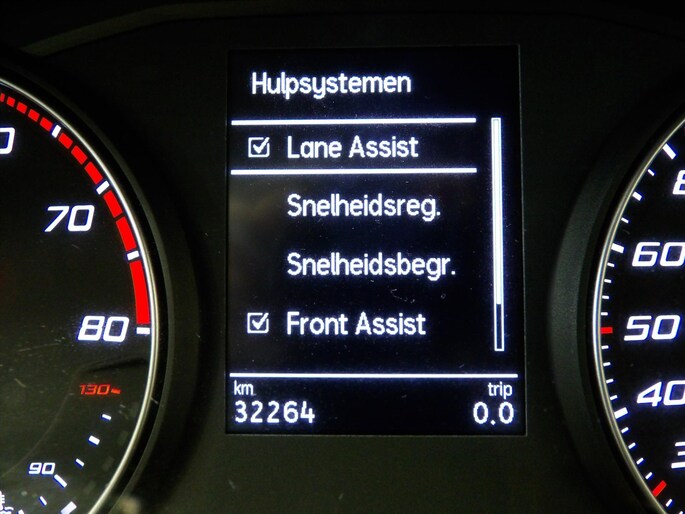 Hulpsystemen
Lane Assist
Snelheidsreg.
Snelheidsbegr.
Front Assist
km
trip
32264
0.0
70
80
130
90
60
50
40